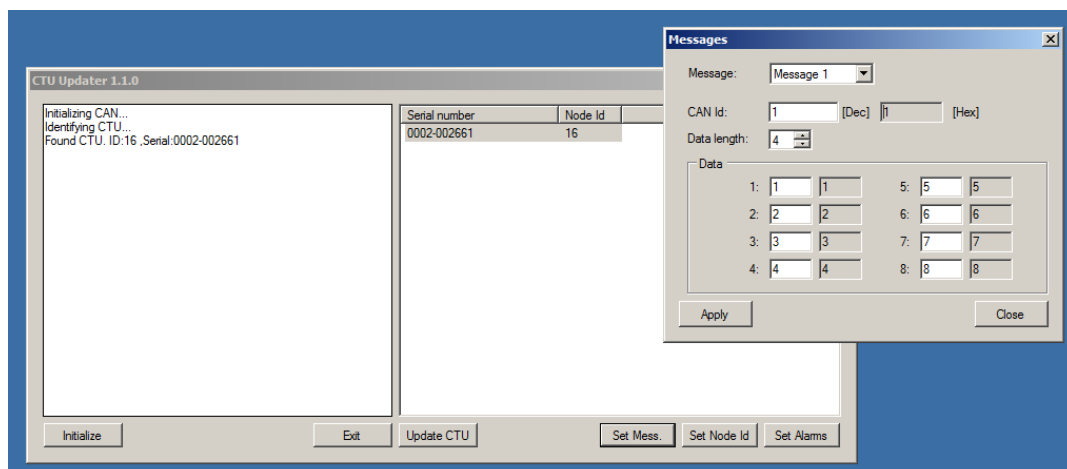 Messages
Message: Message 1
CAN Id: 1 [Dec] 1 [Hex]
Data length: 4
Data
1: 1 1 5: 5 5
2: 2 2 6: 6 6
3: 3 3 7: 7 7
4: 4 4 8: 8 8
Apply Close
CTU Updater 1.1.0
Initializing CAN...
Identifying CTU...
Found CTU. ID:16 ,Serial:0002-002661
Serial number Node Id
0002-002661 16
Initialize Exit Update CTU Set Mess. Set Node Id Set Alarms